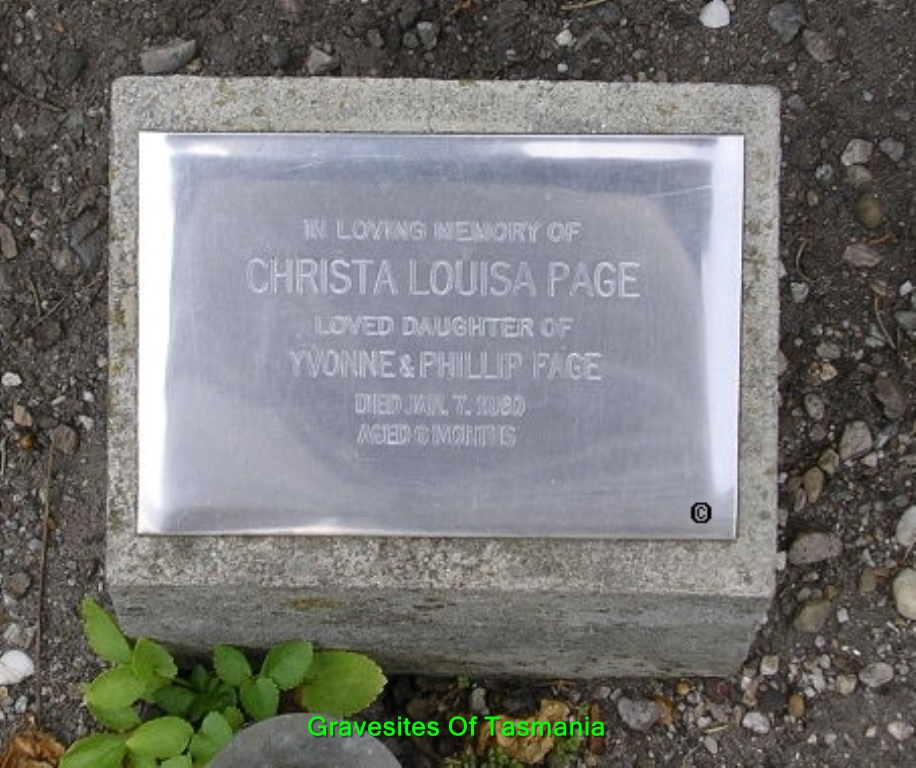 IN LOVING MEMORY OF
CHRISTA LOUISA PAGE
LOVED DAUGHTER OF
YVONNE & PHILLIP PAGE
DIED JAN. 7.
AGED MONTHS
©
Gravesites Of Tasmania